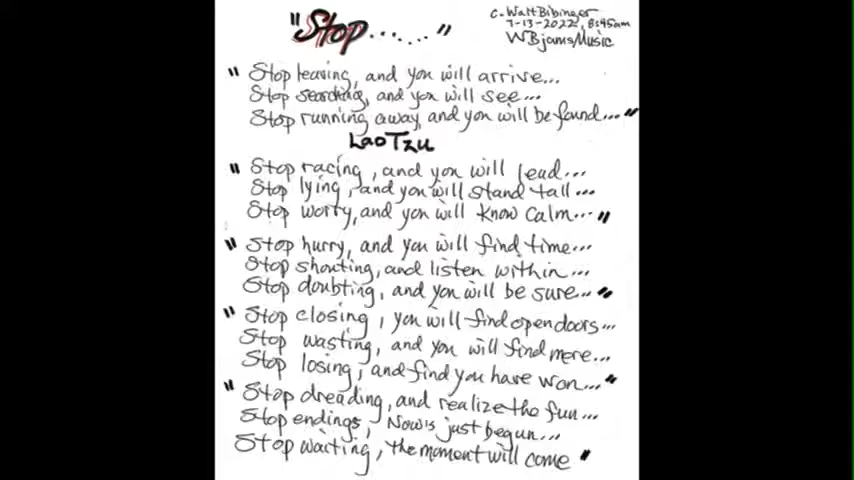 "Stop......"
c. Walt Bibinger
7-13-2022, 8:45am
WBjamsMusic
"Stop leaving, and you will arrive...
Stop searching, and you will see...
Stop running away, and you will be found..."
Lao Tzu
"Stop racing, and you will lead...
Stop lying, and you will stand tall...
Stop worry, and you will know calm..."
"Stop hurry, and you will find time...
Stop shouting, and listen within...
Stop doubting, and you will be sure..."
"Stop closing, you will find open doors...
Stop wasting, and you will find more...
Stop losing, and find you have won..."
"Stop dreading, and realize the fun...
Stop endings, Now's just begun...
Stop waiting, the moment will come"